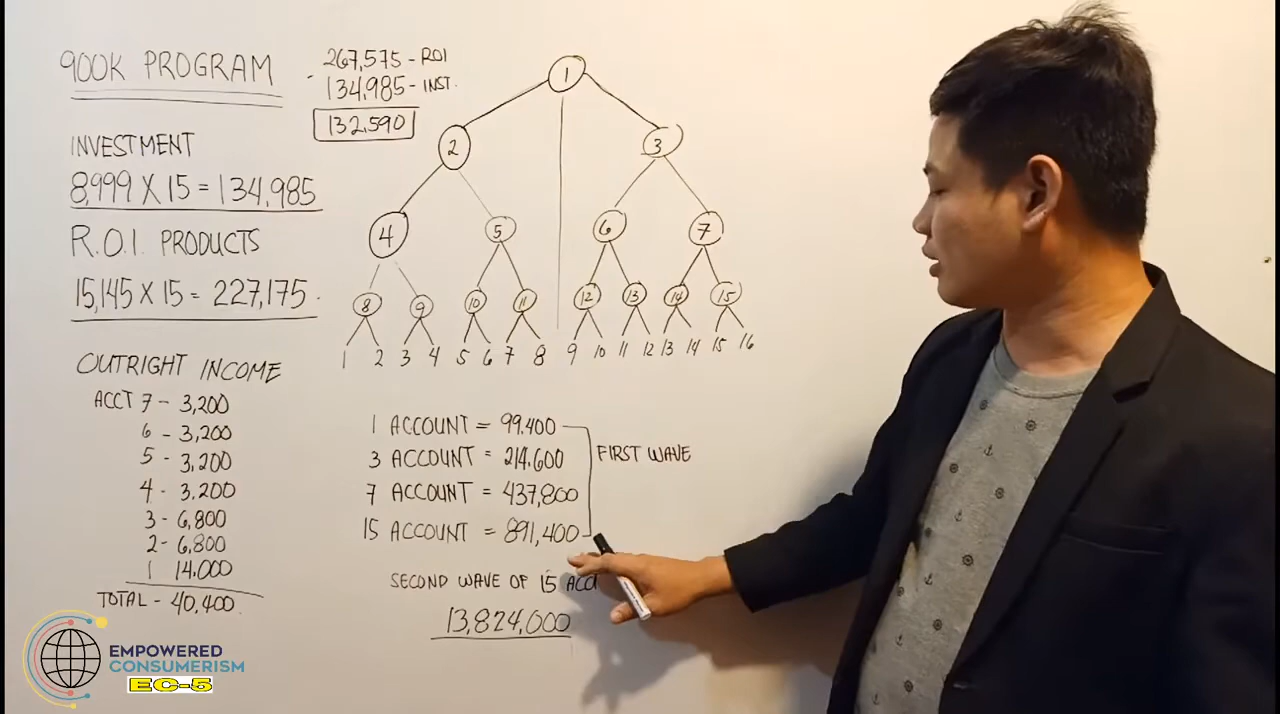 900K PROGRAM
267,575 - ROI
- 134,985 - INST.
132,590
INVESTMENT
8,999 X 15 = 134,985
R.O.I. PRODUCTS
15,145 X 15 = 227,175.
OUTRIGHT INCOME
ACCT 7 - 3,200
6 - 3,200
5 - 3,200
4 - 3,200
3 - 6,800
2 - 6,800
1 14,000
TOTAL - 40,400.
1
2 3
4 5 6 7
8 9 10 11 12 13 14 15
1 2 3 4 5 6 7 8 9 10 11 12 13 14 15 16
1 ACCOUNT = 99,400
3 ACCOUNT = 214,600
7 ACCOUNT = 437,800
15 ACCOUNT = 891,400
FIRST WAVE
SECOND WAVE OF 15 ACC
13,824,000
EMPOWERED
CONSUMERISM
EC-5